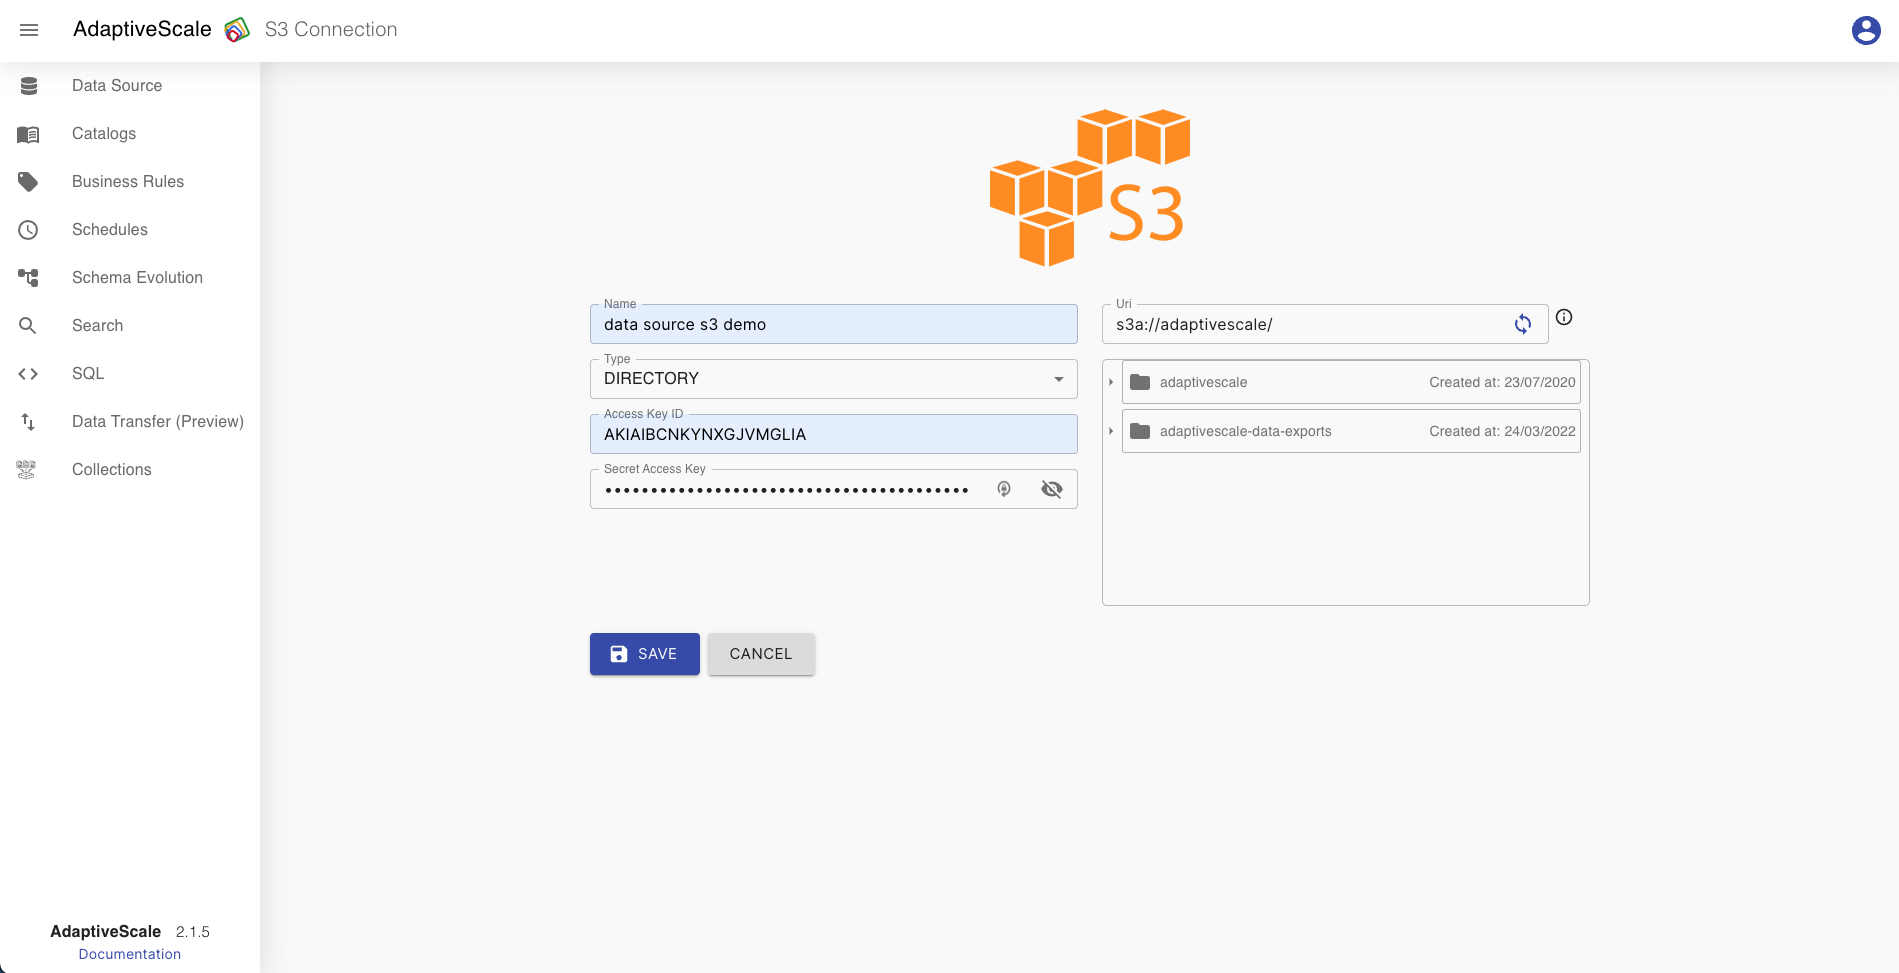 AdaptiveScale S3 Connection
Data Source
Catalogs
Business Rules
Schedules
Schema Evolution
Search
SQL
Data Transfer (Preview)
Collections
S3
Name
data source s3 demo
Type
DIRECTORY
Access Key ID
AKIAIBCNKYNXGJVMGLIA
Secret Access Key
••••••••••••••••••••••••••••••••••••••••
Uri
s3a://adaptivescale/
adaptivescale Created at: 23/07/2020
adaptivescale-data-exports Created at: 24/03/2022
SAVE CANCEL
AdaptiveScale 2.1.5
Documentation